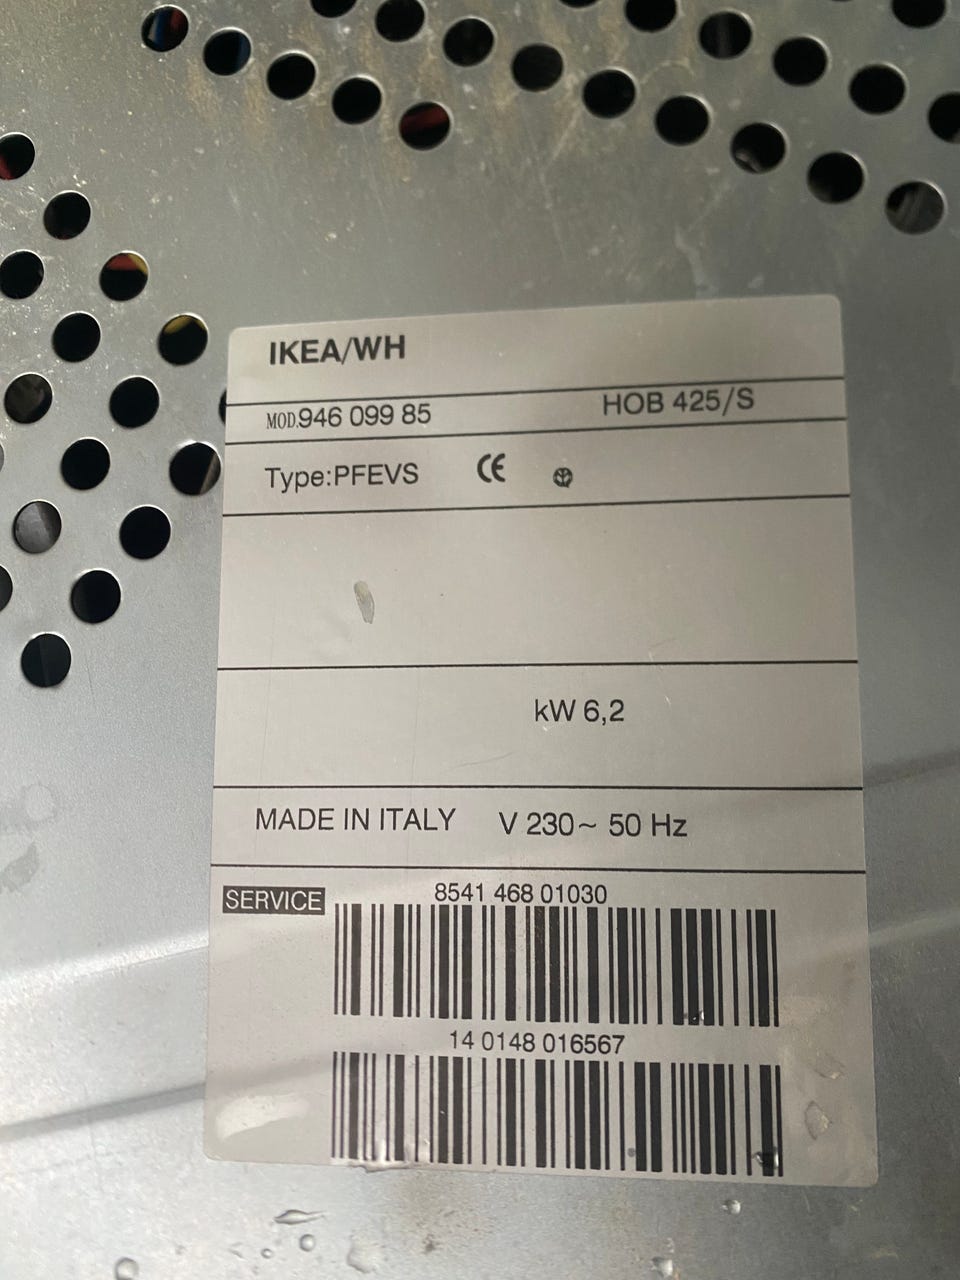 IKEA/WH
MOD.946 099 85 HOB 425/S
Type:PFEVS CE
kW 6,2
MADE IN ITALY V 230~ 50 Hz
SERVICE 8541 468 01030
14 0148 016567